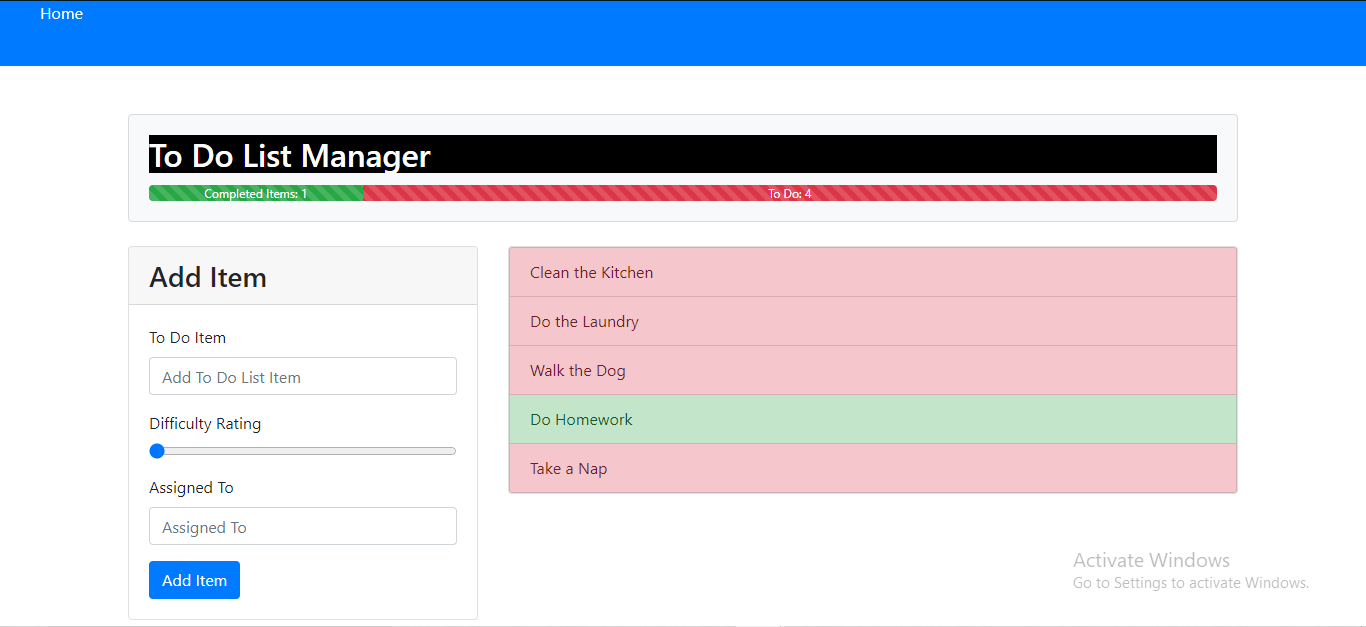 Home
To Do List Manager
Completed Items: 1
To Do: 4
Add Item
To Do Item
Add To Do List Item
Difficulty Rating
Assigned To
Assigned To
Add Item
Clean the Kitchen
Do the Laundry
Walk the Dog
Do Homework
Take a Nap
Activate Windows
Go to Settings to activate Windows.